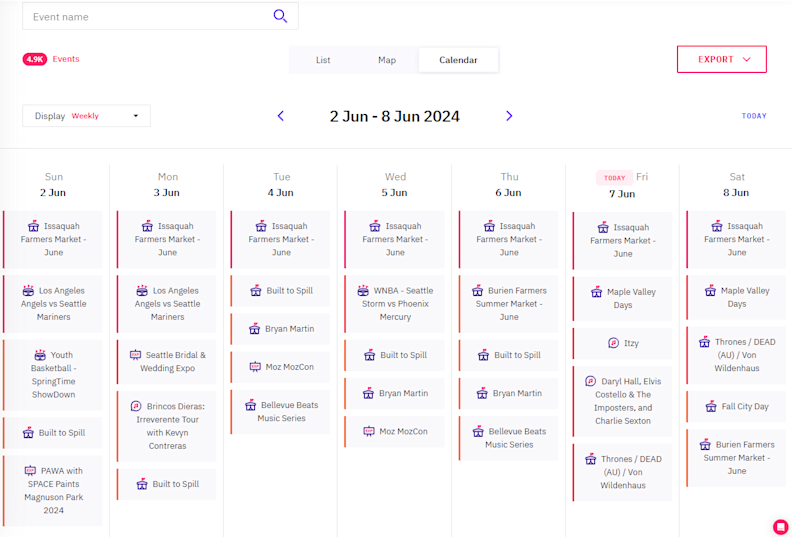 Event name
4.9K Events
List Map Calendar
EXPORT
Display Weekly
2 Jun - 8 Jun 2024
TODAY
Sun
2 Jun
Issaquah
Farmers Market -
June
Los Angeles
Angels vs Seattle
Mariners
Youth
Basketball -
SpringTime
ShowDown
Built to Spill
PAWA with
SPACE Paints
Magnuson Park
2024
Mon
3 Jun
Issaquah
Farmers Market -
June
Los Angeles
Angels vs Seattle
Mariners
Seattle Bridal &
Wedding Expo
Brincos Dieras:
Irreverente Tour
with Kevyn
Contreras
Built to Spill
Tue
4 Jun
Issaquah
Farmers Market -
June
Built to Spill
Bryan Martin
Moz MozCon
Bellevue Beats
Music Series
Wed
5 Jun
Issaquah
Farmers Market -
June
WNBA - Seattle
Storm vs Phoenix
Mercury
Built to Spill
Bryan Martin
Moz MozCon
Thu
6 Jun
Issaquah
Farmers Market -
June
Burien Farmers
Summer Market -
June
Built to Spill
Bryan Martin
Bellevue Beats
Music Series
TODAY Fri
7 Jun
Issaquah
Farmers Market -
June
Maple Valley
Days
Itzy
Daryl Hall, Elvis
Costello & The
Imposters, and
Charlie Sexton
Thrones / DEAD
(AU) / Von
Wildenhaus
Sat
8 Jun
Issaquah
Farmers Market -
June
Maple Valley
Days
Thrones / DEAD
(AU) / Von
Wildenhaus
Fall City Day
Burien Farmers
Summer Market -
June